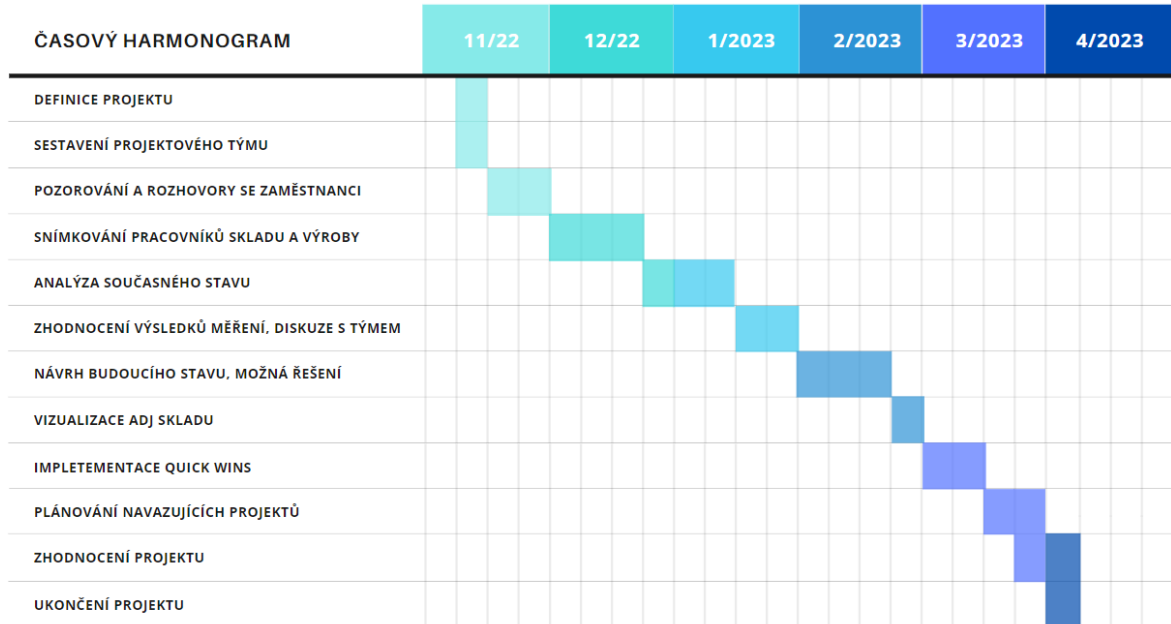 ČASOVÝ HARMONOGRAM 11/22 12/22 1/2023 2/2023 3/2023 4/2023
DEFINICE PROJEKTU
SESTAVENÍ PROJEKTOVÉHO TÝMU
POZOROVÁNÍ A ROZHOVORY SE ZAMĚSTNANCI
SNÍMKOVÁNÍ PRACOVNÍKŮ SKLADU A VÝROBY
ANALÝZA SOUČASNÉHO STAVU
ZHODNOCENÍ VÝSLEDKŮ MĚŘENÍ, DISKUZE S TÝMEM
NÁVRH BUDOUCÍHO STAVU, MOŽNÁ ŘEŠENÍ
VIZUALIZACE ADJ SKLADU
IMPLETEMENTACE QUICK WINS
PLÁNOVÁNÍ NAVAZUJÍCÍCH PROJEKTŮ
ZHODNOCENÍ PROJEKTU
UKONČENÍ PROJEKTU